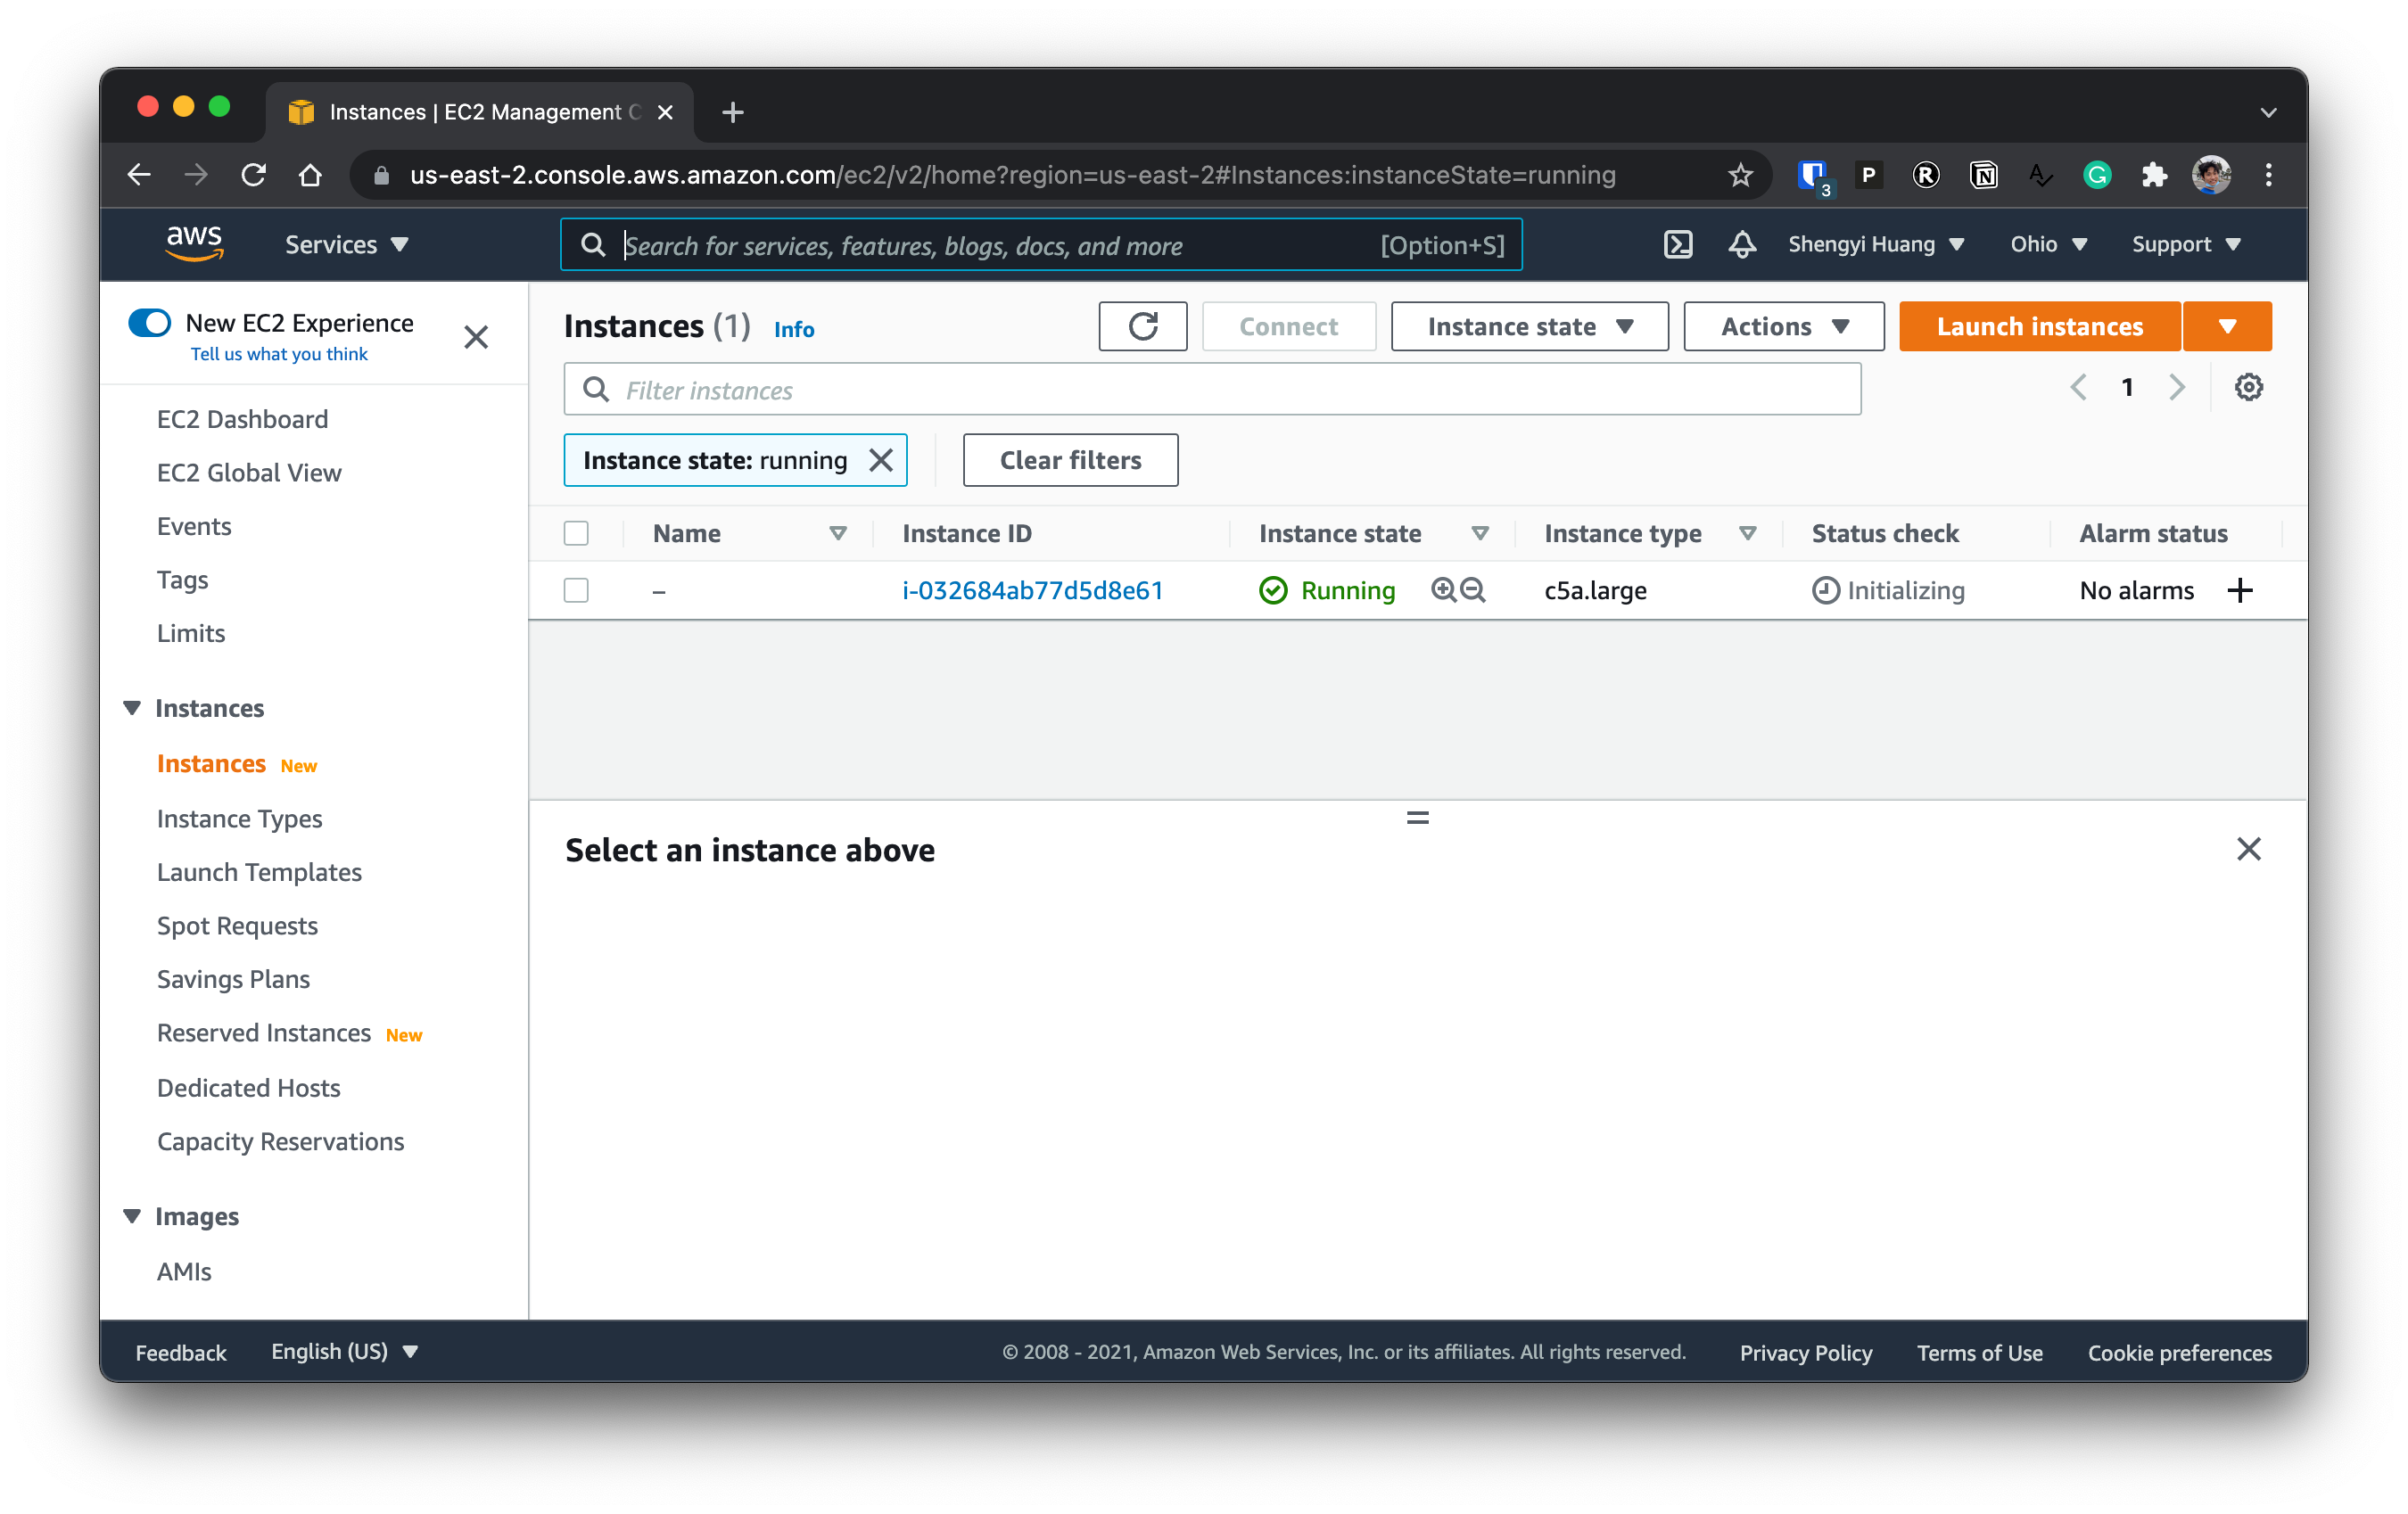 Instances | EC2 Management C
us-east-2.console.aws.amazon.com/ec2/v2/home?region=us-east-2#Instances:instanceState=running
3
P
R
N
A
G
aws
Services
Search for services, features, blogs, docs, and more
[Option+S]
Shengyi Huang
Ohio
Support
New EC2 Experience
Tell us what you think
EC2 Dashboard
EC2 Global View
Events
Tags
Limits
Instances
Instances New
Instance Types
Launch Templates
Spot Requests
Savings Plans
Reserved Instances New
Dedicated Hosts
Capacity Reservations
Images
AMIs
Instances (1) Info
Connect
Instance state
Actions
Launch instances
Filter instances
1
Instance state: running
Clear filters
Name Instance ID Instance state Instance type Status check Alarm status
– i-032684ab77d5d8e61 Running c5a.large Initializing No alarms +
Select an instance above
Feedback
English (US)
© 2008 - 2021, Amazon Web Services, Inc. or its affiliates. All rights reserved.
Privacy Policy
Terms of Use
Cookie preferences